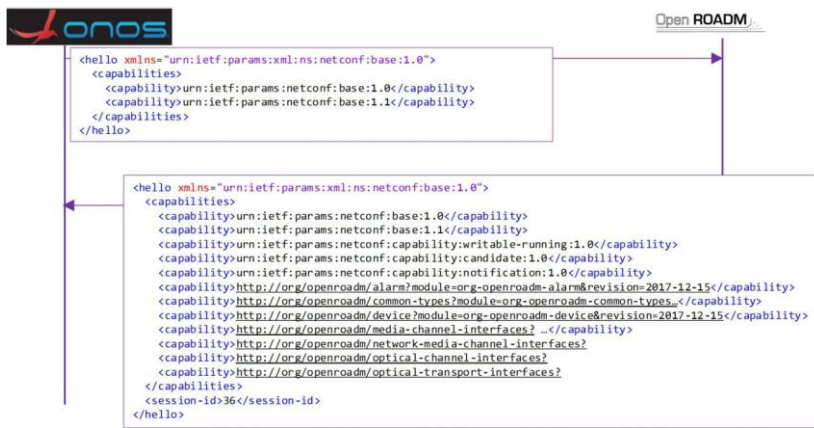 onos
Open ROADM
<hello xmlns="urn:ietf:params:xml:ns:netconf:base:1.0">
<capabilities>
<capability>urn:ietf:params:netconf:base:1.0</capability>
<capability>urn:ietf:params:netconf:base:1.1</capability>
</capabilities>
</hello>
<hello xmlns="urn:ietf:params:xml:ns:netconf:base:1.0">
<capabilities>
<capability>urn:ietf:params:netconf:base:1.0</capability>
<capability>urn:ietf:params:netconf:base:1.1</capability>
<capability>urn:ietf:params:netconf:capability:writable-running:1.0</capability>
<capability>urn:ietf:params:netconf:capability:candidate:1.0</capability>
<capability>urn:ietf:params:netconf:capability:notification:1.0</capability>
<capability>http://org/openroadm/alarm?module=org-openroadm-alarm&revision=2017-12-15</capability>
<capability>http://org/openroadm/common-types?module=org-openroadm-common-types…</capability>
<capability>http://org/openroadm/device?module=org-openroadm-device&revision=2017-12-15</capability>
<capability>http://org/openroadm/media-channel-interfaces? …</capability>
<capability>http://org/openroadm/network-media-channel-interfaces?
<capability>http://org/openroadm/optical-channel-interfaces?
<capability>http://org/openroadm/optical-transport-interfaces?
</capabilities>
<session-id>36</session-id>
</hello>